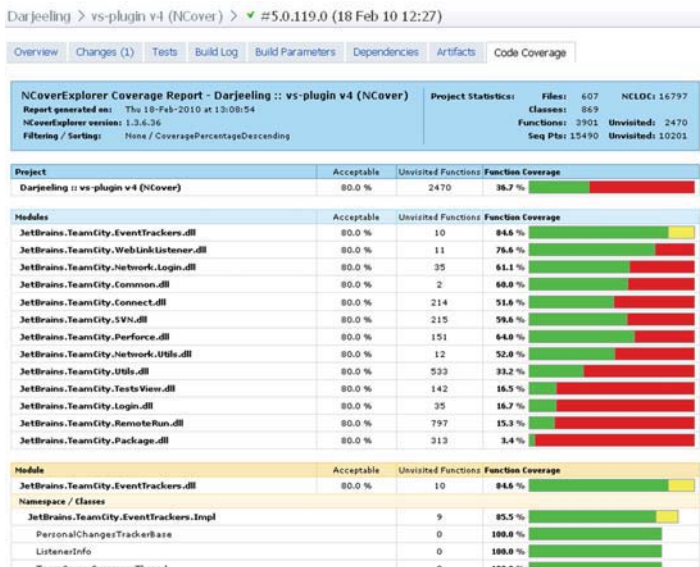 Darjeeling > vs-plugin v4 (NCover) > #5.0.119.0 (18 Feb 10 12:27)
Overview Changes (1) Tests Build Log Build Parameters Dependencies Artifacts Code Coverage
NCoverExplorer Coverage Report - Darjeeling :: vs-plugin v4 (NCover) Project Statistics: Files: 607 NCLOC: 16797
Report generated on: Thu 18-Feb-2010 at 13:08:54 Classes: 869
NCoverExplorer version: 1.3.6.36 Functions: 3901 Unvisited: 2470
Filtering / Sorting: None / CoveragePercentageDescending Seq Pts: 15490 Unvisited: 10201
Project Acceptable Unvisited Functions Function Coverage
Darjeeling :: vs-plugin v4 (NCover) 80.0 % 2470 36.7 %
Modules Acceptable Unvisited Functions Function Coverage
JetBrains.TeamCity.EventTrackers.dll 80.0 % 10 84.6 %
JetBrains.TeamCity.WebLinkListener.dll 80.0 % 11 76.6 %
JetBrains.TeamCity.Network.Login.dll 80.0 % 35 61.1 %
JetBrains.TeamCity.Common.dll 80.0 % 2 60.0 %
JetBrains.TeamCity.Connect.dll 80.0 % 214 51.6 %
JetBrains.TeamCity.SVN.dll 80.0 % 215 59.6 %
JetBrains.TeamCity.Perforce.dll 80.0 % 151 64.0 %
JetBrains.TeamCity.Network.Utils.dll 80.0 % 12 52.0 %
JetBrains.TeamCity.Utils.dll 80.0 % 533 33.2 %
JetBrains.TeamCity.TestsView.dll 80.0 % 142 16.5 %
JetBrains.TeamCity.Login.dll 80.0 % 35 16.7 %
JetBrains.TeamCity.RemoteRun.dll 80.0 % 797 15.3 %
JetBrains.TeamCity.Package.dll 80.0 % 313 3.4 %
Module Acceptable Unvisited Functions Function Coverage
JetBrains.TeamCity.EventTrackers.dll 80.0 % 10 84.6 %
Namespace / Classes
JetBrains.TeamCity.EventTrackers.Impl 9 85.5 %
PersonalChangesTrackerBase 0 100.0 %
ListenerInfo 0 100.0 %